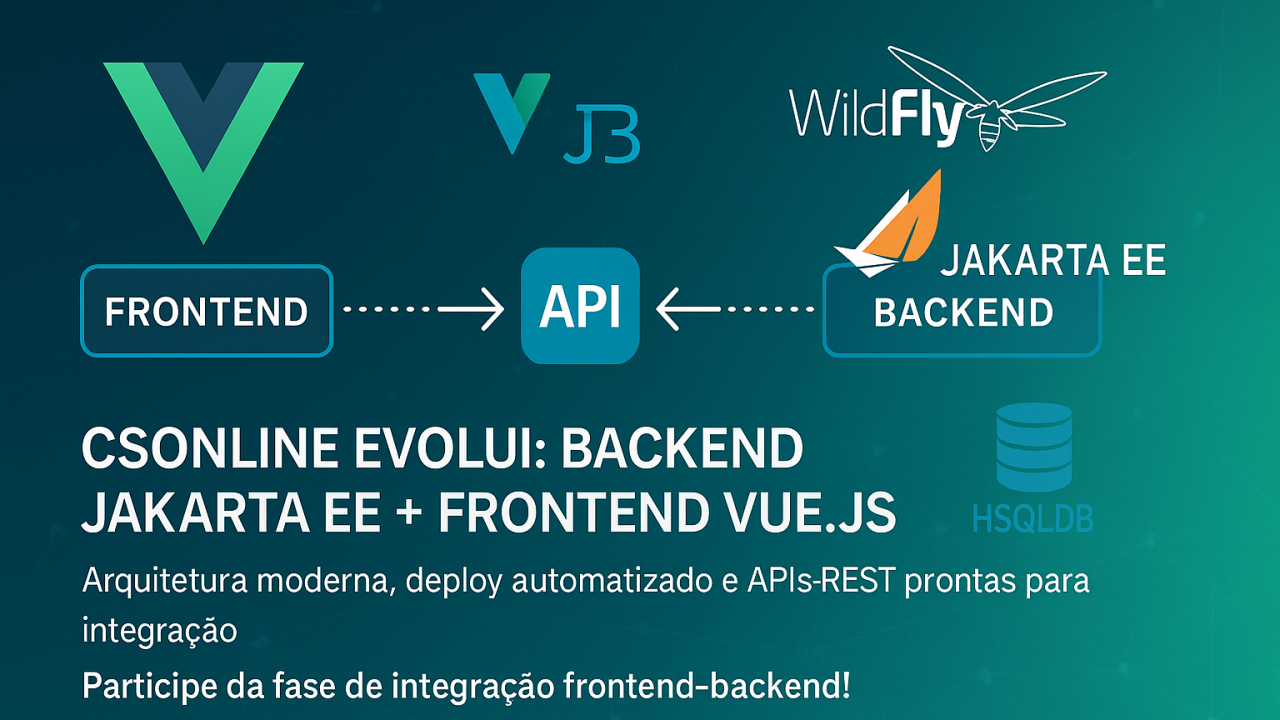 J3
WildFly
JAKARTA EE
FRONTEND
API
BACKEND
CSONLINE EVOLUI: BACKEND
JAKARTA EE + FRONTEND VUE.JS
HSQLDB
Arquitetura moderna, deploy automatizado e APIs-REST prontas para
integração
Participe da fase de integração frontend-backend!